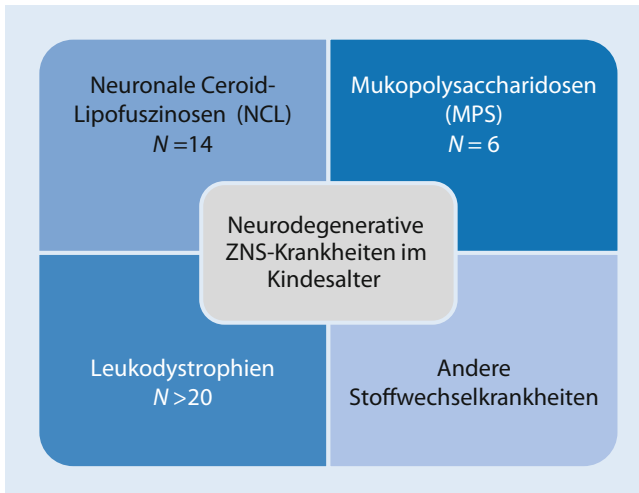 Neuronale Ceroid-
Lipofuszinosen (NCL)
N =14
Mukopolysaccharidosen
(MPS)
N = 6
Neurodegenerative
ZNS-Krankheiten im
Kindesalter
Leukodystrophien
N >20
Andere
Stoffwechselkrankheiten